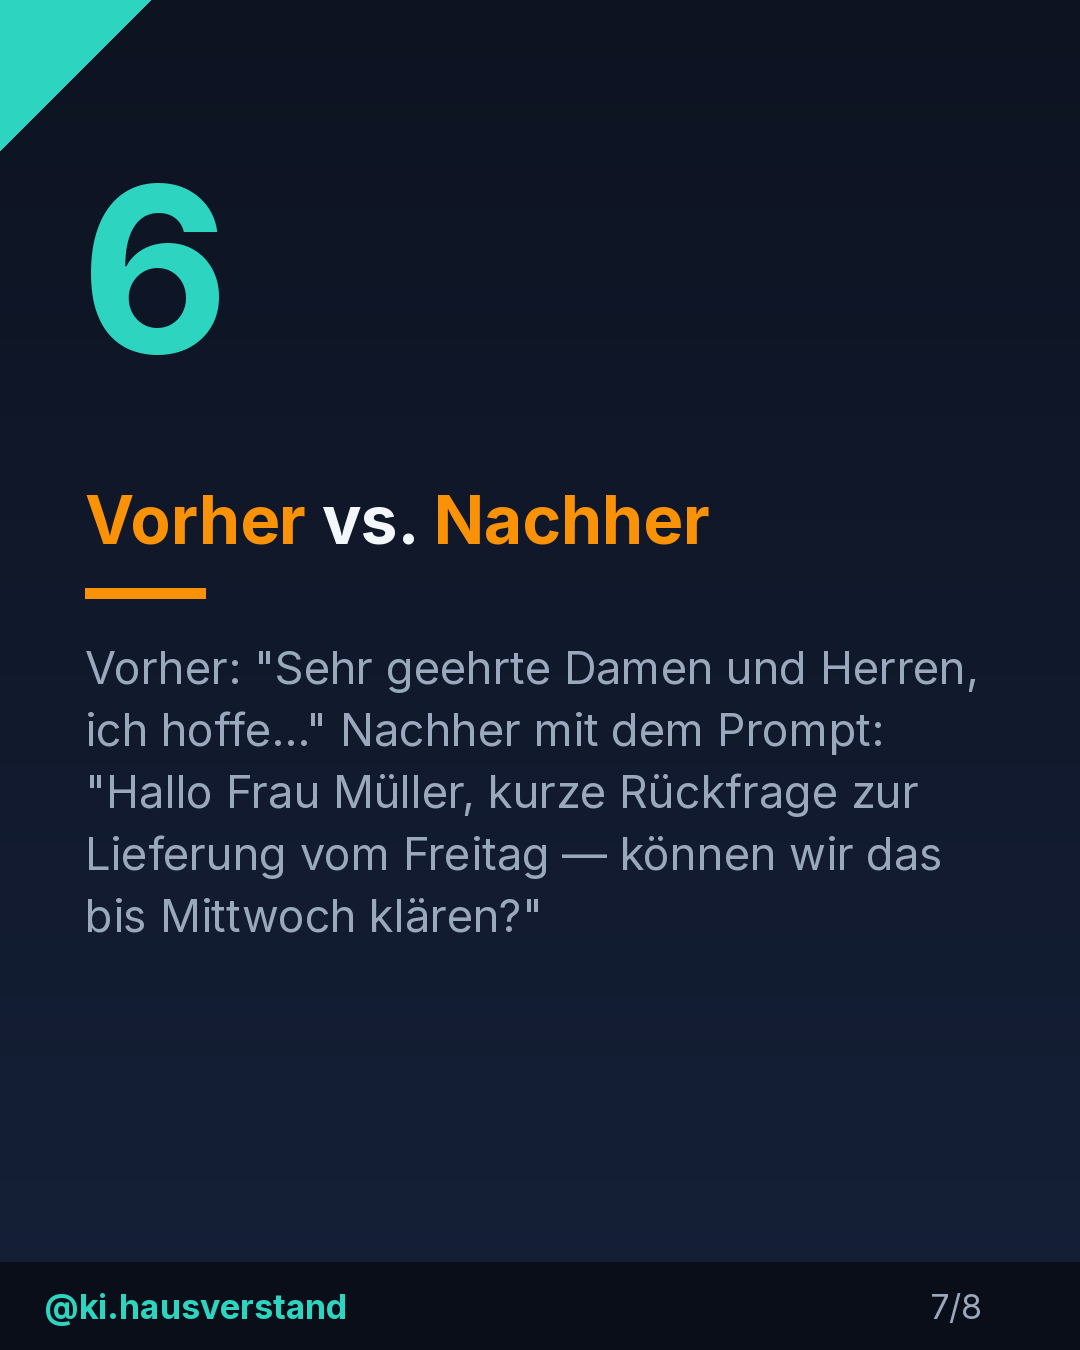 6
Vorher vs. Nachher
Vorher: "Sehr geehrte Damen und Herren,
ich hoffe..." Nachher mit dem Prompt:
"Hallo Frau Müller, kurze Rückfrage zur
Lieferung vom Freitag — können wir das
bis Mittwoch klären?"
@ki.hausverstand
7/8